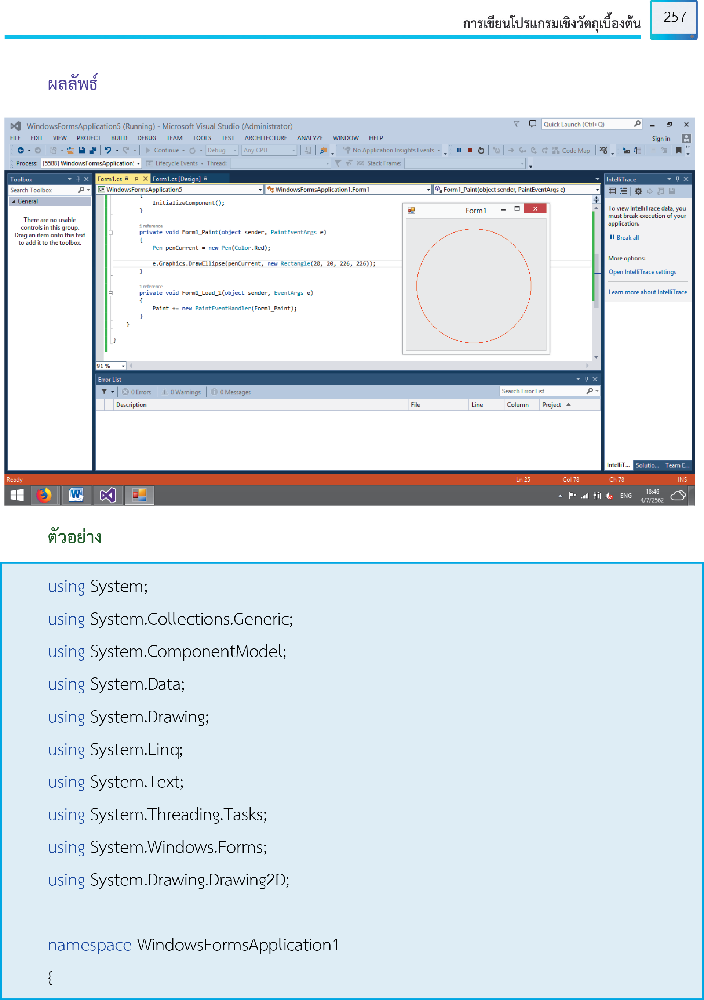 การเขียนโปรแกรมเชิงวัตถุเบื้องต้น 257
ผลลัพธ์
WindowsFormsApplication5 (Running) - Microsoft Visual Studio (Administrator) Quick Launch (Ctrl+Q)
FILE EDIT VIEW PROJECT BUILD DEBUG TEAM TOOLS TEST ARCHITECTURE ANALYZE WINDOW HELP Sign in
Continue Debug Any CPU No Application Insights Events Code Map
Process: [5588] WindowsFormsApplication! Lifecycle Events Thread: Stack Frame:
Toolbox
Search Toolbox
General
There are no usable
controls in this group.
Drag an item onto this text
to add it to the toolbox.
Form1.cs Form1.cs [Design]
WindowsFormsApplication5 WindowsFormsApplication1.Form1 Form1_Paint(object sender, PaintEventArgs e)
{
InitializeComponent();
}
1 reference
private void Form1_Paint(object sender, PaintEventArgs e)
{
Pen penCurrent = new Pen(Color.Red);
e.Graphics.DrawEllipse(penCurrent, new Rectangle(20, 20, 226, 226));
}
1 reference
private void Form1_Load_1(object sender, EventArgs e)
{
Paint += new PaintEventHandler(Form1_Paint);
}
}
}
91 %
Form1
IntelliTrace
To view IntelliTrace data, you
must break execution of your
application.
Break all
More options:
Open IntelliTrace settings
Learn more about IntelliTrace
Error List
0 Errors 0 Warnings 0 Messages Search Error List
Description File Line Column Project
IntelliT... Solutio... Team E...
Ready Ln 25 Col 78 Ch 78 INS
ENG 18:46
4/7/2562
ตัวอย่าง
using System;
using System.Collections.Generic;
using System.ComponentModel;
using System.Data;
using System.Drawing;
using System.Linq;
using System.Text;
using System.Threading.Tasks;
using System.Windows.Forms;
using System.Drawing.Drawing2D;
namespace WindowsFormsApplication1
{